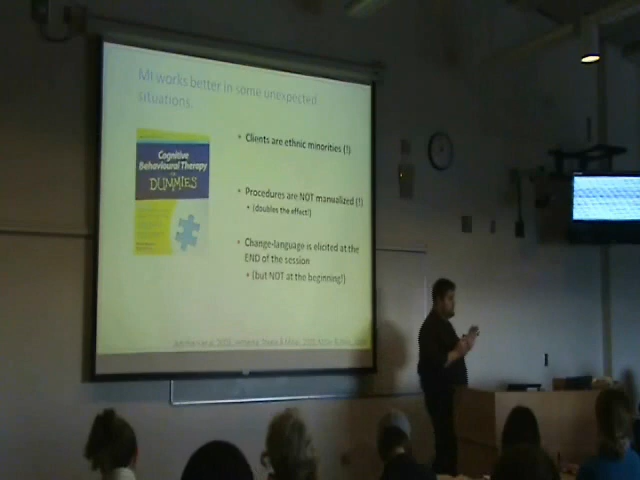 MI works better in some unexpected
situations.
Cognitive
Behavioural Therapy
FOR
DUMMIES
• Clients are ethnic minorities (!)
• Procedures are NOT manualized (!)
• (doubles the effect!)
• Change-language is elicited at the
END of the session
• (but NOT at the beginning!)